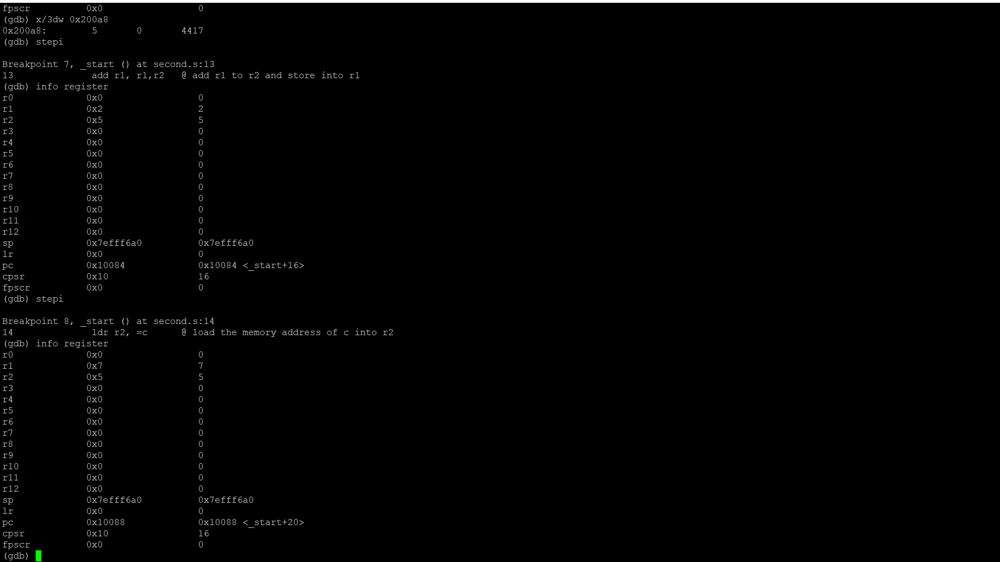 fpscr 0x0 0
(gdb) x/3dw 0x200a8
0x200a8: 5 0 4417
(gdb) stepi
Breakpoint 7, _start () at second.s:13
13 add r1, r1,r2 @ add r1 to r2 and store into r1
(gdb) info register
r0 0x0 0
r1 0x2 2
r2 0x5 5
r3 0x0 0
r4 0x0 0
r5 0x0 0
r6 0x0 0
r7 0x0 0
r8 0x0 0
r9 0x0 0
r10 0x0 0
r11 0x0 0
r12 0x0 0
sp 0x7efff6a0 0x7efff6a0
lr 0x0 0
pc 0x10084 0x10084 <_start+16>
cpsr 0x10 16
fpscr 0x0 0
(gdb) stepi
Breakpoint 8, _start () at second.s:14
14 ldr r2, =c @ load the memory address of c into r2
(gdb) info register
r0 0x0 0
r1 0x7 7
r2 0x5 5
r3 0x0 0
r4 0x0 0
r5 0x0 0
r6 0x0 0
r7 0x0 0
r8 0x0 0
r9 0x0 0
r10 0x0 0
r11 0x0 0
r12 0x0 0
sp 0x7efff6a0 0x7efff6a0
lr 0x0 0
pc 0x10088 0x10088 <_start+20>
cpsr 0x10 16
fpscr 0x0 0
(gdb)